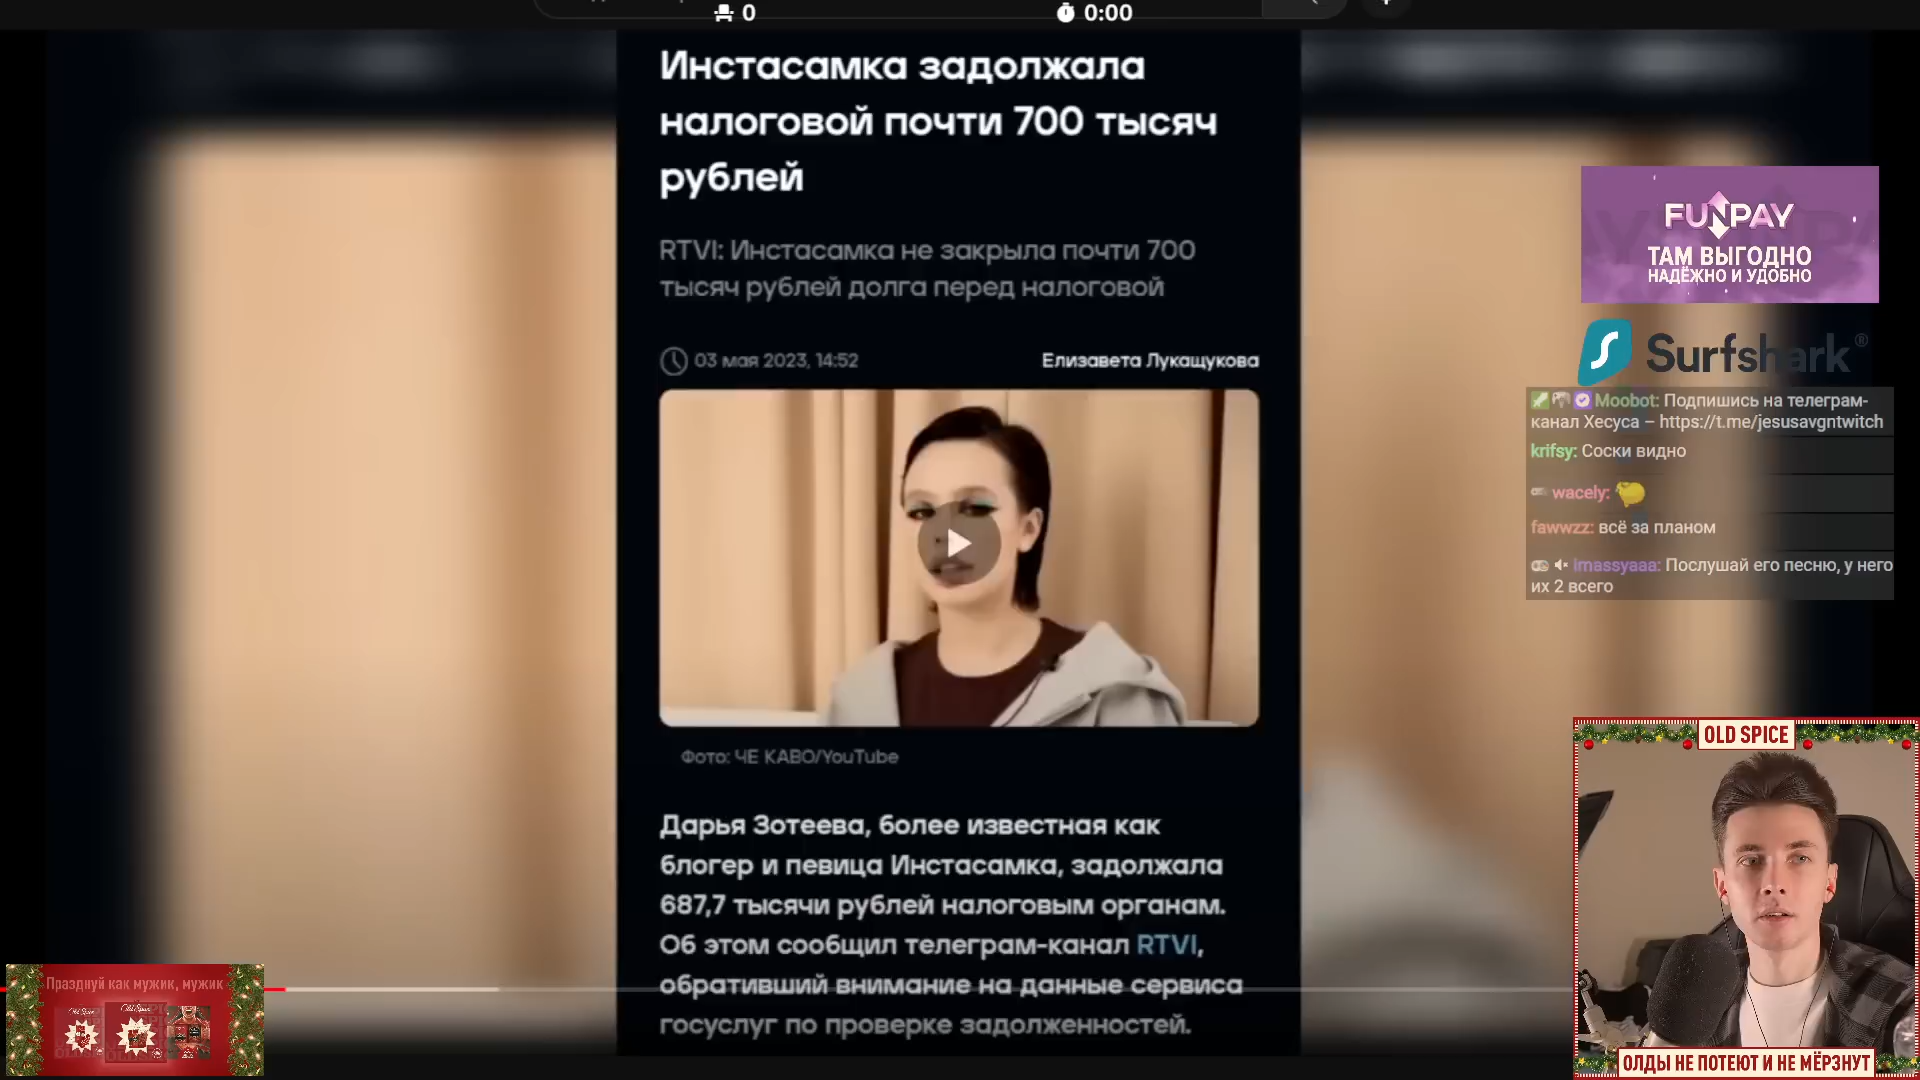 0
0:00
Инстасамка задолжала
налоговой почти 700 тысяч
рублей
RTVI: Инстасамка не закрыла почти 700
тысяч рублей долга перед налоговой
03 мая 2023, 14:52
Елизавета Лукащукова
Фото: ЧЕ КАВО/YouTube
Дарья Зотеева, более известная как
блогер и певица Инстасамка, задолжала
687,7 тысячи рублей налоговым органам.
Об этом сообщил телеграм-канал RTVI,
обративший внимание на данные сервиса
госуслуг по проверке задолженностей.
FUNPAY
ТАМ ВЫГОДНО
НАДЁЖНО И УДОБНО
Surfshark®
Moobot: Подпишись на телеграм-
канал Хесуса – https://t.me/jesusavgntwitch
krifsy: Соски видно
wacely:
fawwzz: всё за планом
imassyaaa: Послушай его песню, у него
их 2 всего
OLD SPICE
ОЛДЫ НЕ ПОТЕЮТ И НЕ МЁРЗНУТ
Празднуй как мужик, мужик
Old Spice
Old Spice